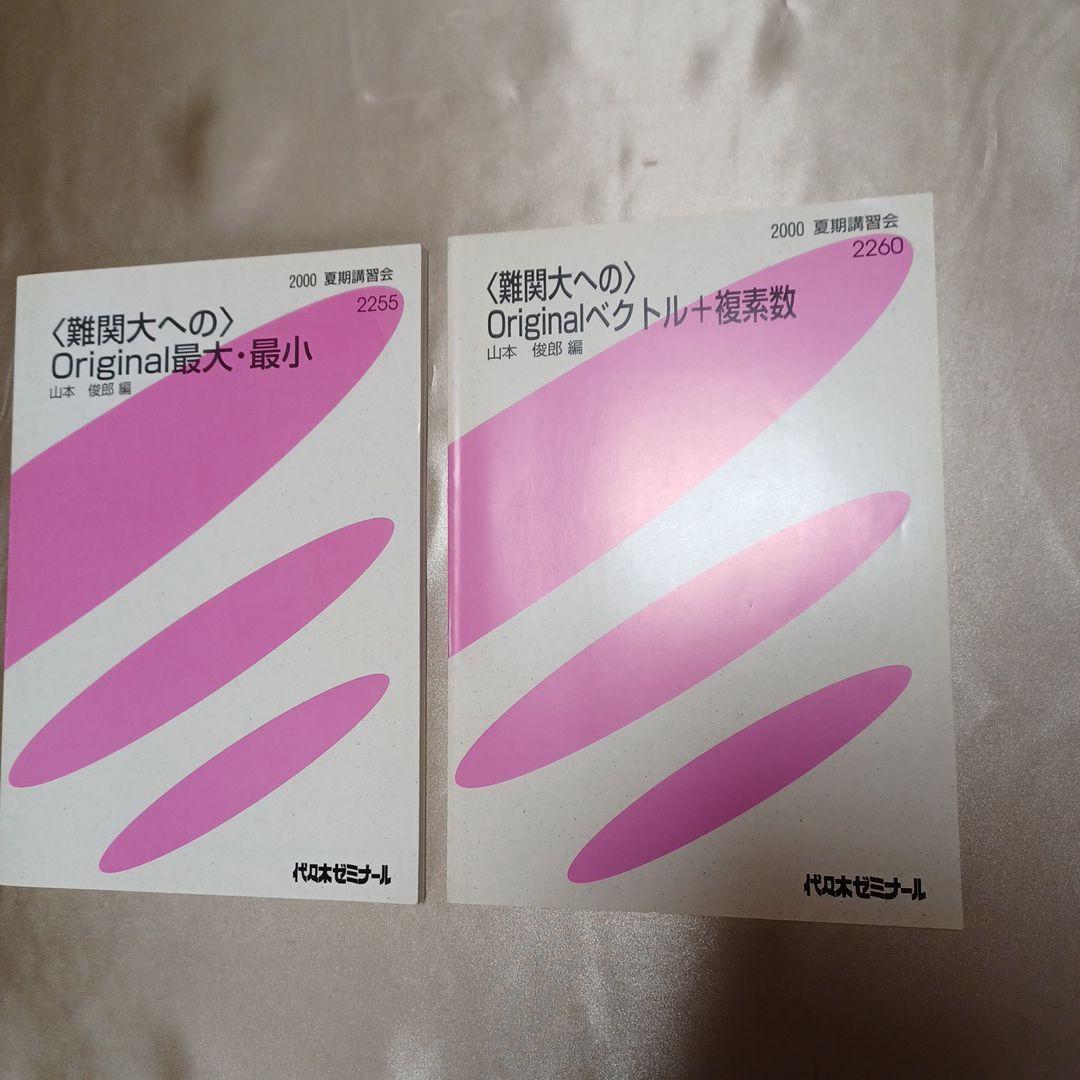 2000 夏期講習会
2255
〈難関大への〉
Original最大・最小
山本 俊郎 編
代々木ゼミナール
2000 夏期講習会
2260
〈難関大への〉
Originalベクトル＋複素数
山本 俊郎 編
代々木ゼミナール